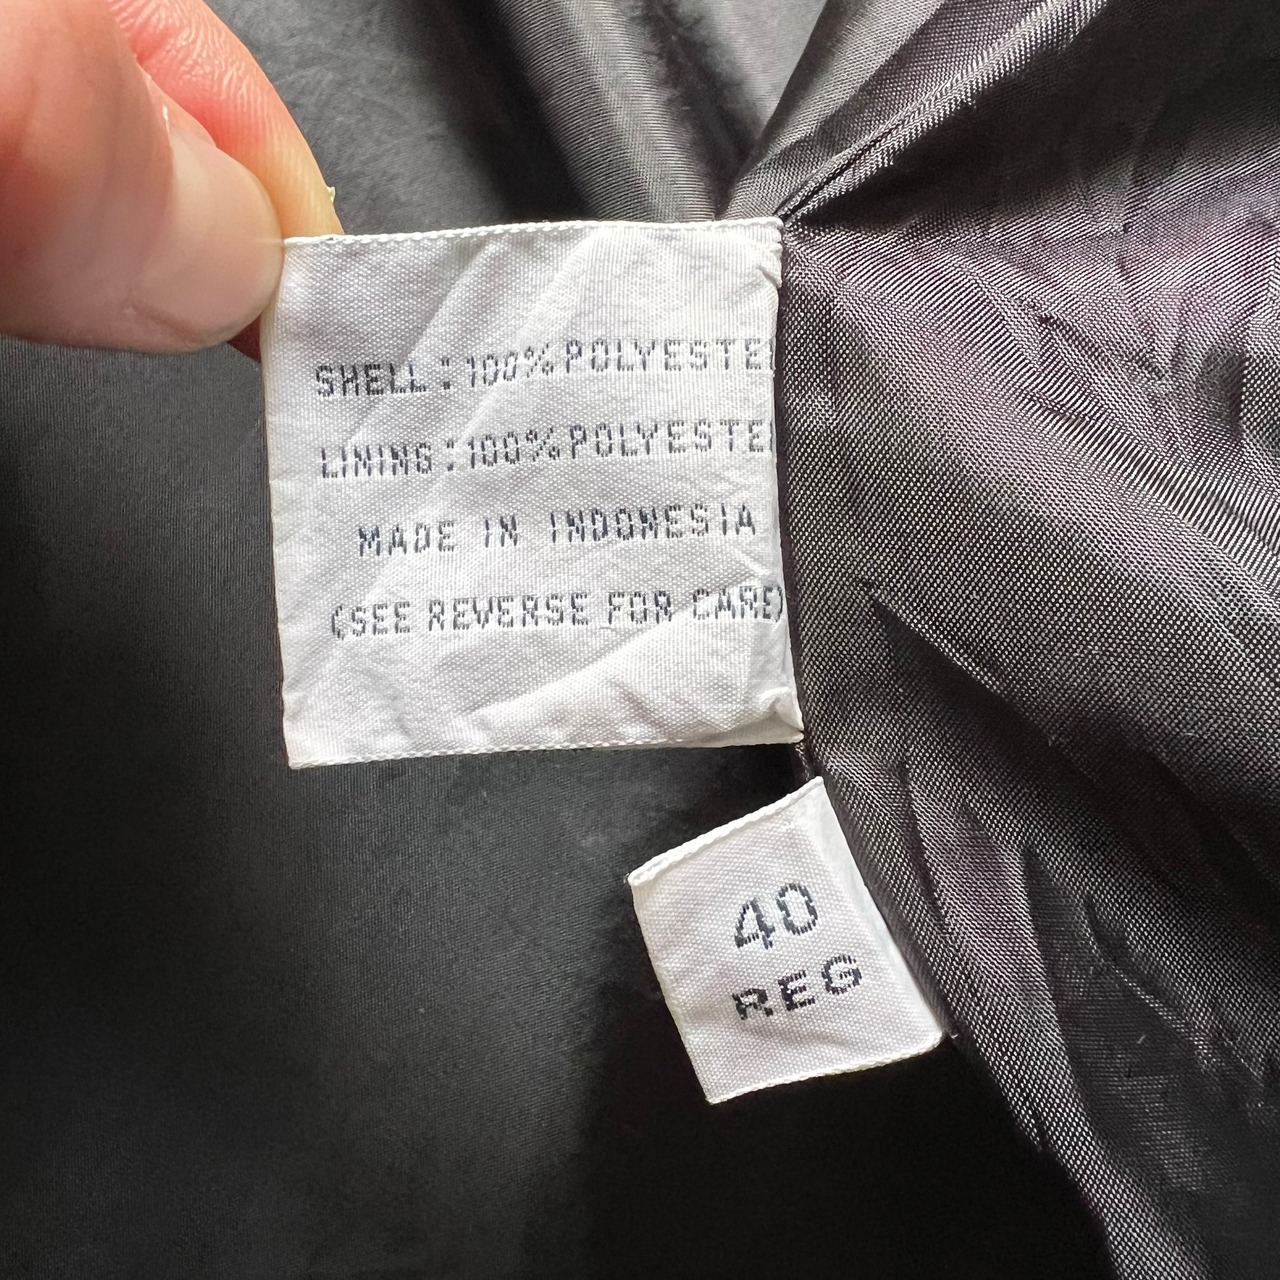 SHELL : 100% POLYESTE
LINING : 100% POLYESTE
MADE IN INDONESIA
(SEE REVERSE FOR CARE)
40
REG